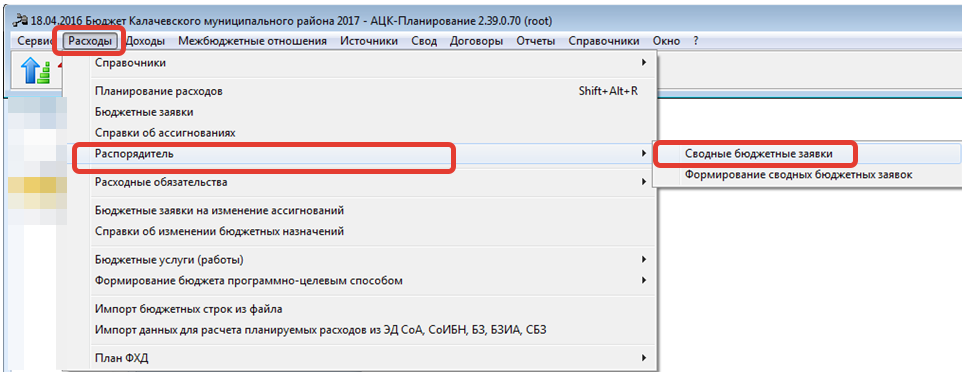 18.04.2016 Бюджет Калачевского муниципального района 2017 - АЦК-Планирование 2.39.0.70 (root)
Сервис Расходы Доходы Межбюджетные отношения Источники Свод Договоры Отчеты Справочники Окно ?
Справочники
Планирование расходов Shift+Alt+R
Бюджетные заявки
Справки об ассигнованиях
Распорядитель Сводные бюджетные заявки
Формирование сводных бюджетных заявок
Расходные обязательства
Бюджетные заявки на изменение ассигнований
Справки об изменении бюджетных назначений
Бюджетные услуги (работы)
Формирование бюджета программно-целевым способом
Импорт бюджетных строк из файла
Импорт данных для расчета планируемых расходов из ЭД СоА, СоИБН, БЗ, БЗИА, СБЗ
План ФХД